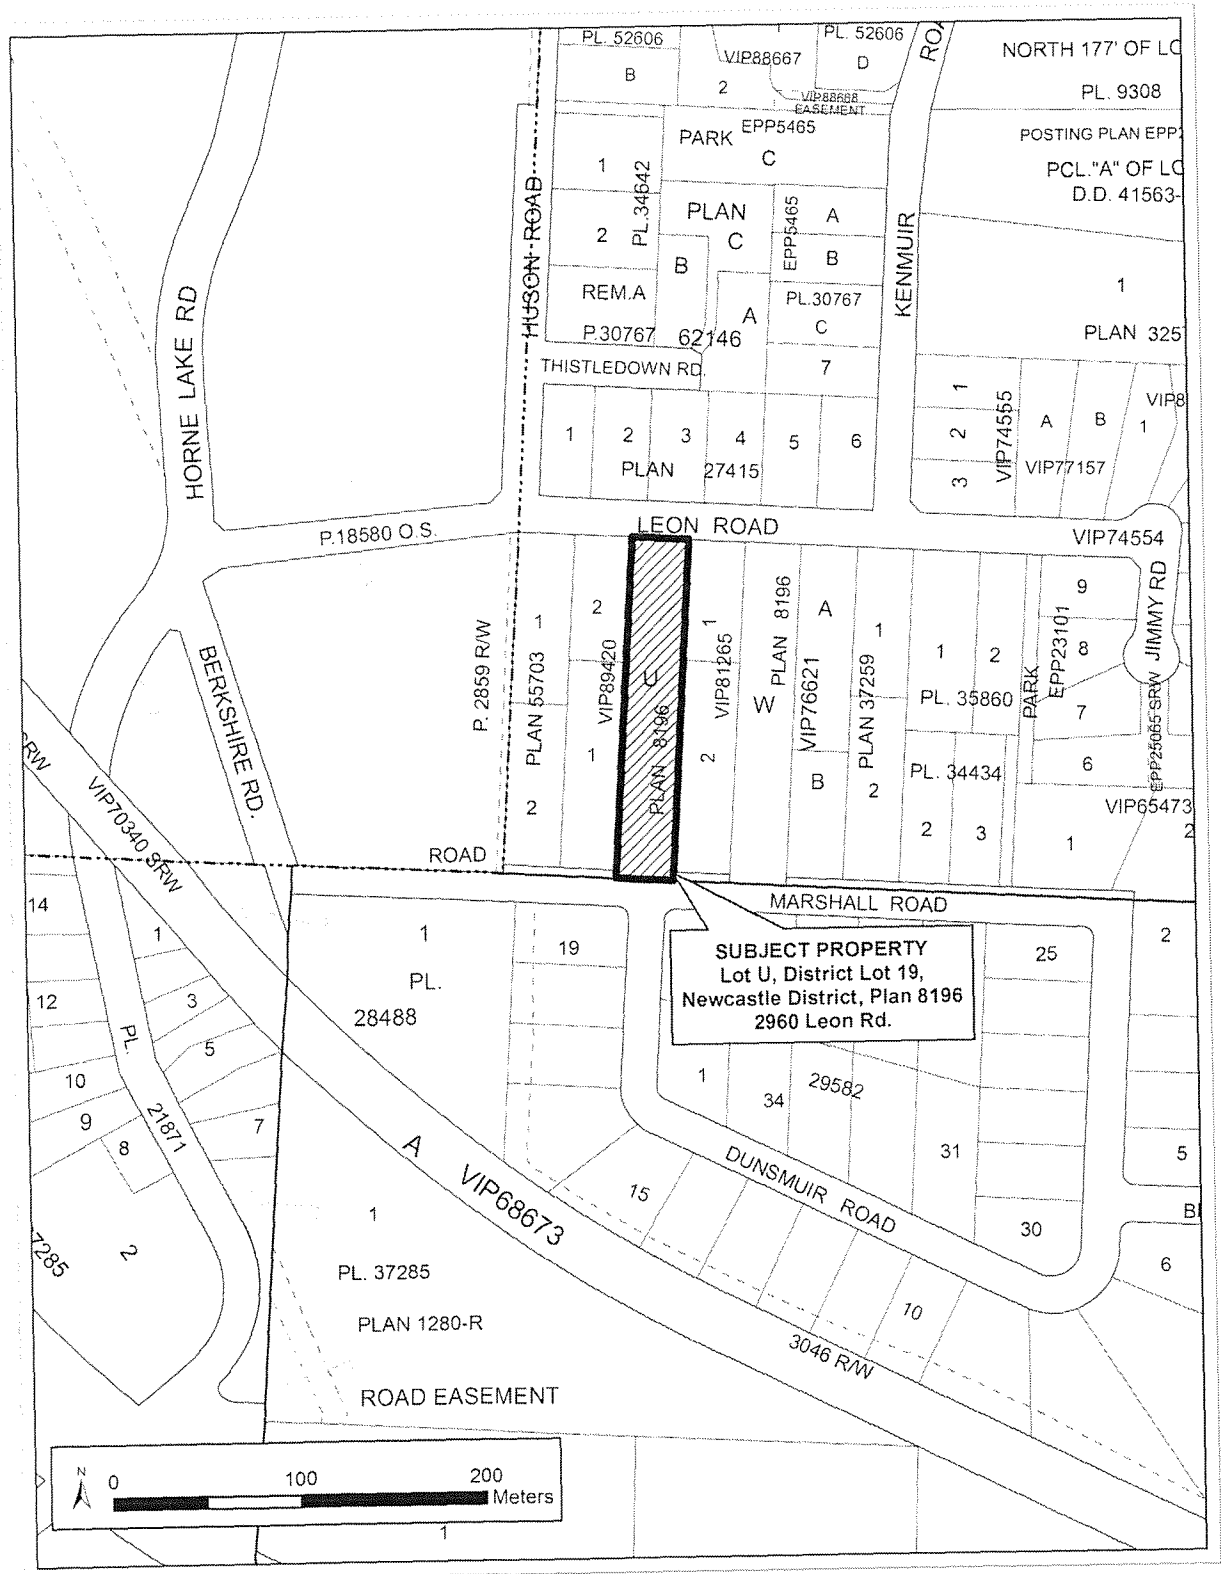 PL. 52606
VIP88667
PL. 52606
B
2
D
VIP88668
EASEMENT
NORTH 177' OF LO
PL. 9308
POSTING PLAN EPP
PCL."A" OF LO
D.D. 41563-
PARK
EPP5465
C
1
PL.34642
2
PLAN
C
EPP5465
A
B
B
REM.A
P.30767
62146
A
PL.30767
C
HUSON ROAD
KENMUIR
ROA
1
PLAN 325
THISTLEDOWN RD.
7
HORNE LAKE RD
1
2
3
4
5
6
PLAN
27415
1
2
3
VIP74555
A
B
1
VIP8
VIP77157
LEON ROAD
P.18580 O.S.
VIP74554
JIMMY RD
BERKSHIRE RD.
P. 2859 R/W
1
PLAN 55703
2
2
VIP89420
1
U
PLAN 8196
1
VIP81265
2
W
PLAN 8196
A
VIP76621
B
1
PLAN 37259
2
1
2
PL. 35860
PL. 34434
2
3
PARK
EPP23101
9
8
7
6
EPP25065 SRW
VIP65473
1
2
SRW
VIP70340 SRW
ROAD
MARSHALL ROAD
SUBJECT PROPERTY
Lot U, District Lot 19,
Newcastle District, Plan 8196
2960 Leon Rd.
14
12
10
9
8
1
3
5
7
PL.
21871
1
PL.
28488
19
25
2
1
34
29582
31
30
5
BI
6
DUNSMUIR ROAD
15
10
A
VIP68673
3046 R/W
7285
2
1
PL. 37285
PLAN 1280-R
ROAD EASEMENT
N
0
100
200
Meters
1